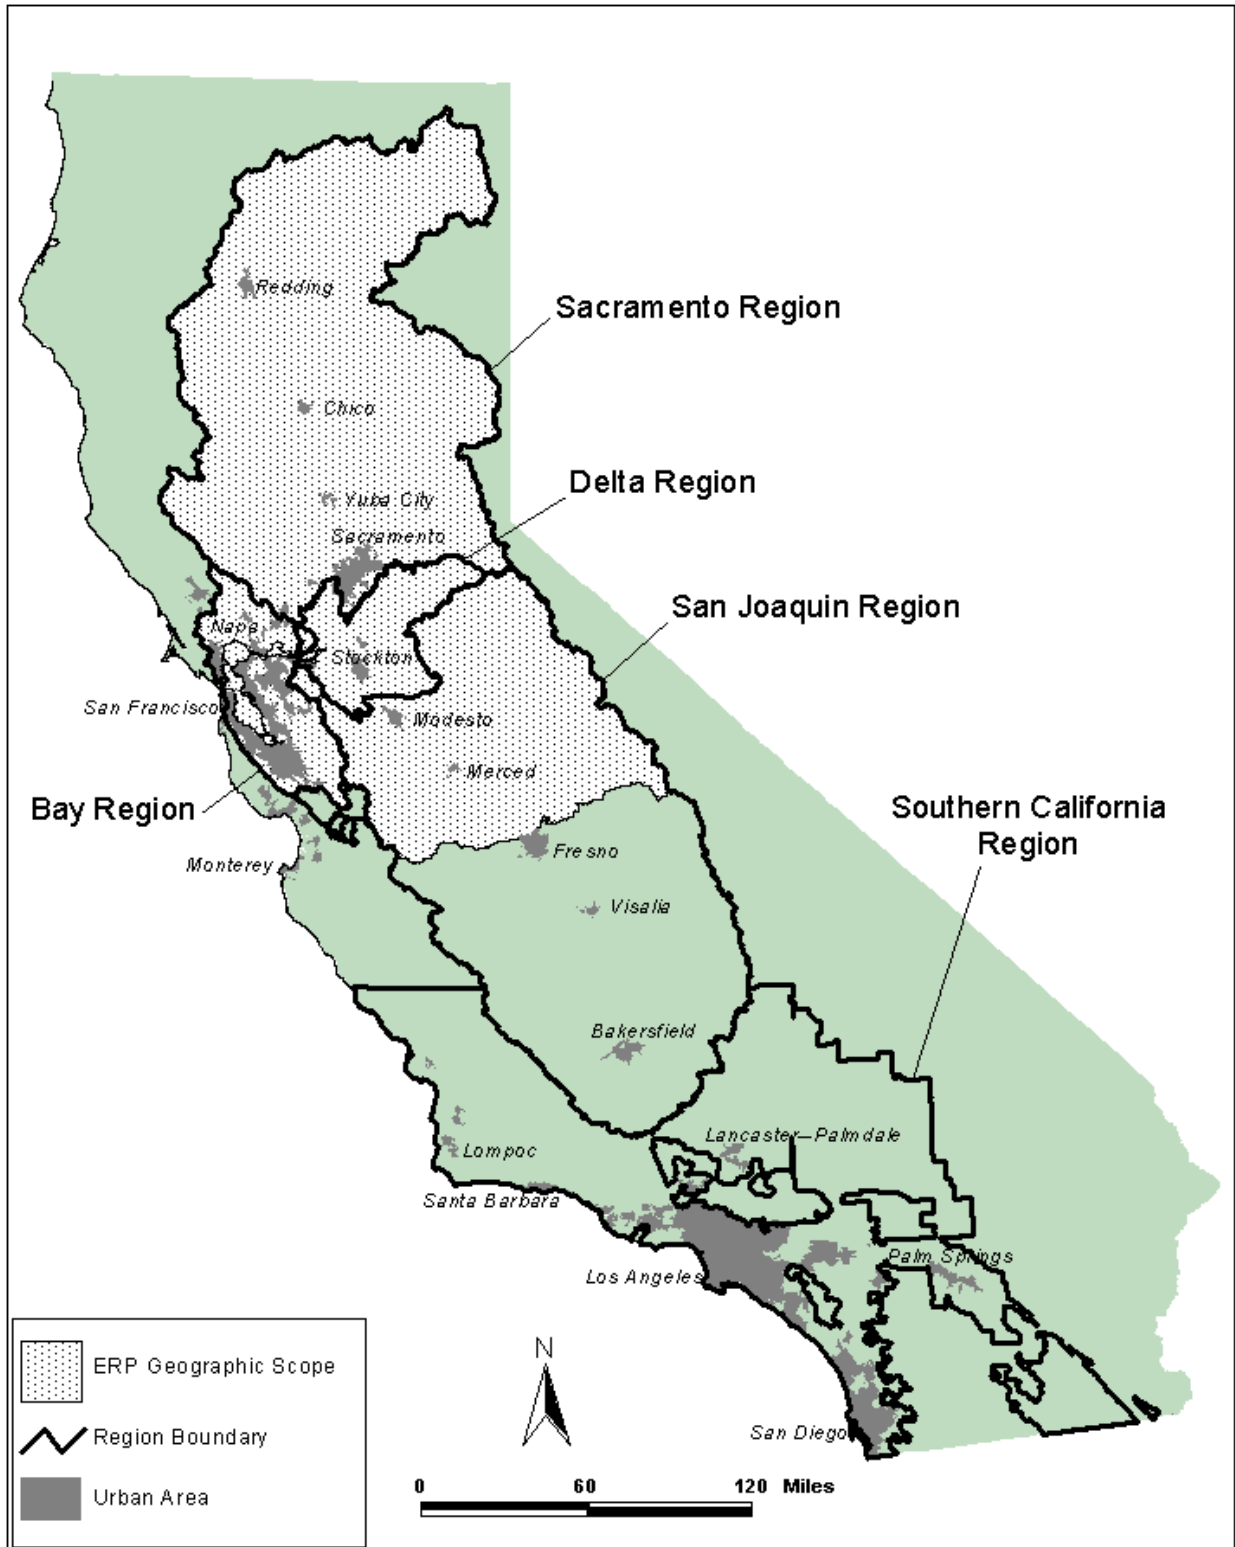 Redding
Sacramento Region
Chico
Delta Region
Yuba City
Sacramento
San Joaquin Region
Napa
Stockton
San Francisco
Modesto
Merced
Bay Region
Southern California
Region
Fresno
Monterey
Visalia
Bakersfield
Lancaster-Palmdale
Lompoc
Santa Barbara
Palm Springs
Los Angeles
San Diego
N
0 60 120 Miles
ERP Geographic Scope
Region Boundary
Urban Area